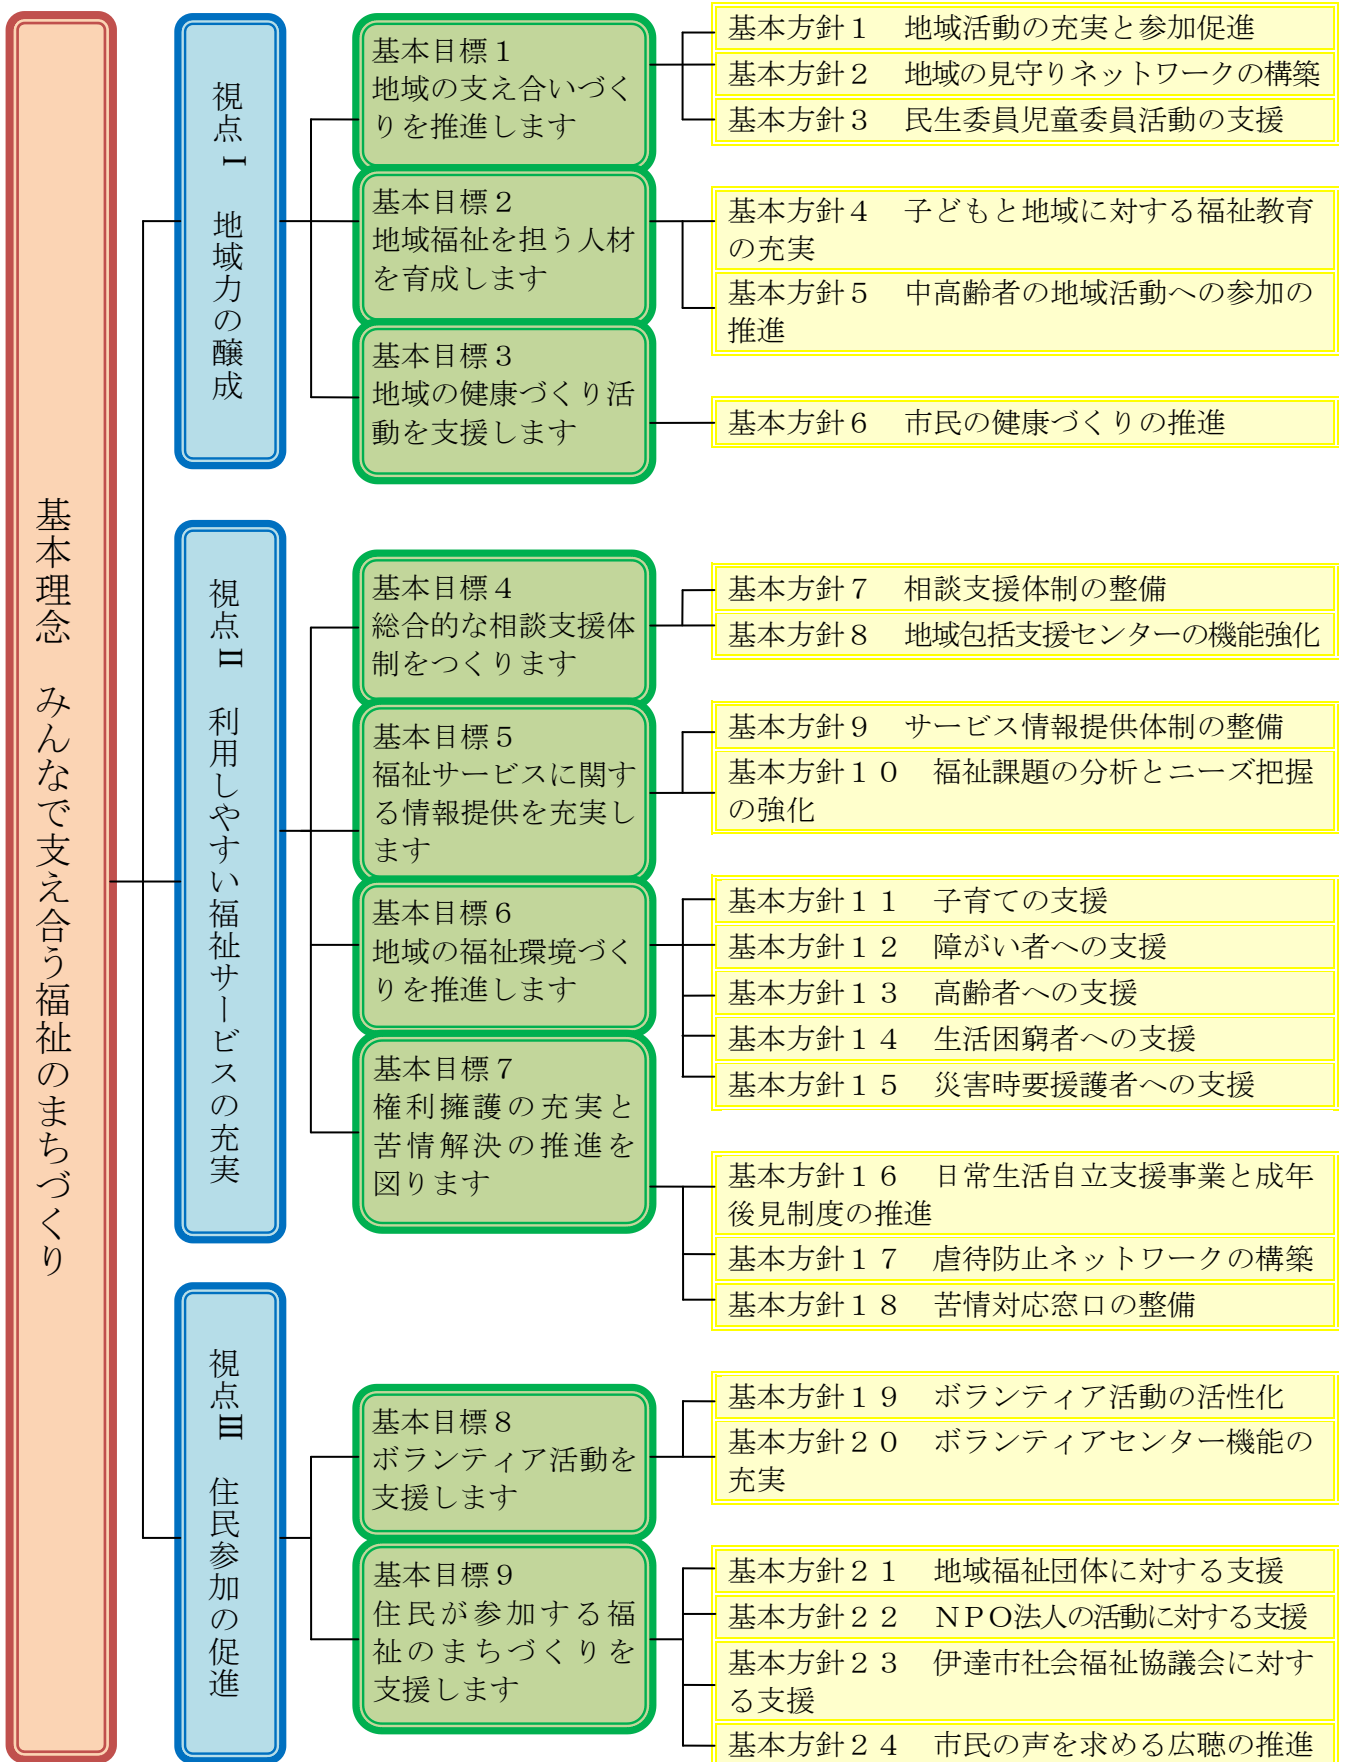 基本理念　みんなで支え合う福祉のまちづくり
視点Ⅰ　地域力の醸成
基本目標１
地域の支え合いづく
りを推進します
基本方針１　地域活動の充実と参加促進
基本方針２　地域の見守りネットワークの構築
基本方針３　民生委員児童委員活動の支援
基本目標２
地域福祉を担う人材
を育成します
基本方針４　子どもと地域に対する福祉教育
の充実
基本方針５　中高齢者の地域活動への参加の
推進
基本目標３
地域の健康づくり活
動を支援します
基本方針６　市民の健康づくりの推進
視点Ⅱ　利用しやすい福祉サービスの充実
基本目標４
総合的な相談支援体
制をつくります
基本方針７　相談支援体制の整備
基本方針８　地域包括支援センターの機能強化
基本目標５
福祉サービスに関す
る情報提供を充実し
ます
基本方針９　サービス情報提供体制の整備
基本方針１０　福祉課題の分析とニーズ把握
の強化
基本目標６
地域の福祉環境づく
りを推進します
基本方針１１　子育ての支援
基本方針１２　障がい者への支援
基本方針１３　高齢者への支援
基本方針１４　生活困窮者への支援
基本方針１５　災害時要援護者への支援
基本目標７
権利擁護の充実と
苦情解決の推進を
図ります
基本方針１６　日常生活自立支援事業と成年
後見制度の推進
基本方針１７　虐待防止ネットワークの構築
基本方針１８　苦情対応窓口の整備
視点Ⅲ　住民参加の促進
基本目標８
ボランティア活動を
支援します
基本方針１９　ボランティア活動の活性化
基本方針２０　ボランティアセンター機能の
充実
基本目標９
住民が参加する福
祉のまちづくりを
支援します
基本方針２１　地域福祉団体に対する支援
基本方針２２　ＮＰＯ法人の活動に対する支援
基本方針２３　伊達市社会福祉協議会に対す
る支援
基本方針２４　市民の声を求める広聴の推進